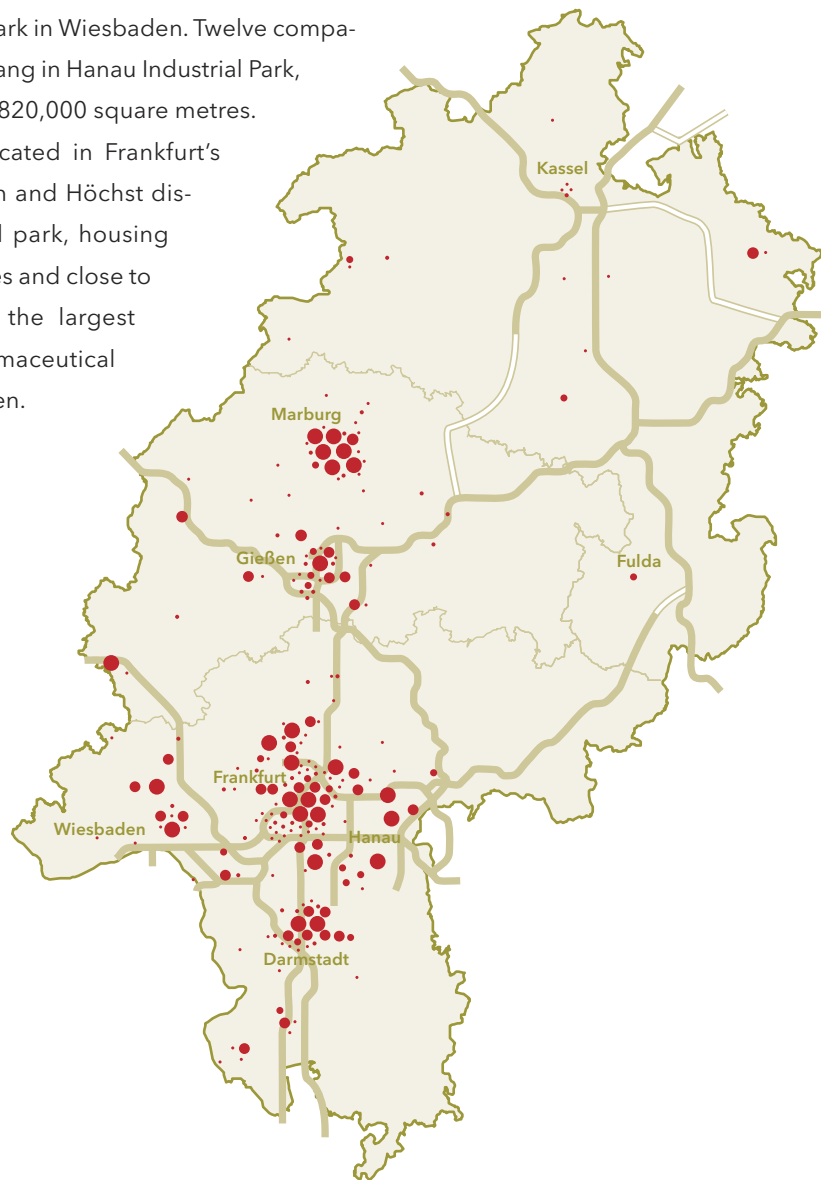 ark in Wiesbaden. Twelve compa-
ang in Hanau Industrial Park,
820,000 square metres.
cated in Frankfurt's
n and Höchst dis-
l park, housing
es and close to
the largest
maceutical
en.
Kassel
Marburg
Gießen
Fulda
Frankfurt
Wiesbaden
Hanau
Darmstadt